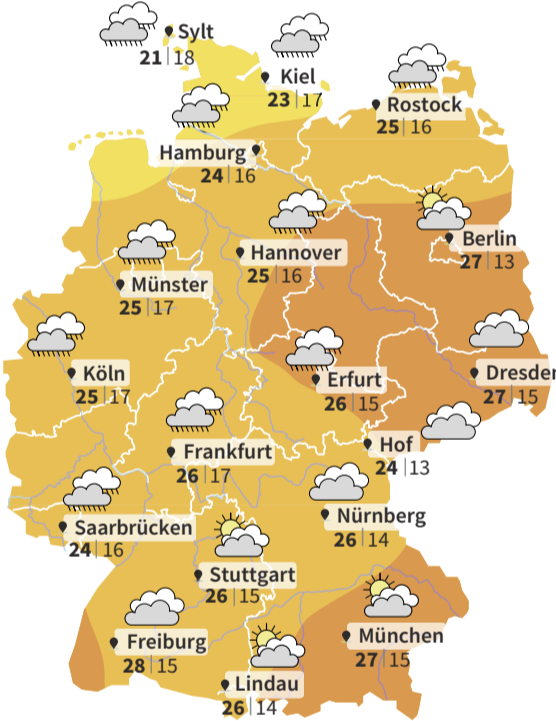 Sylt
21|18
Kiel
23|17
Rostock
25|16
Hamburg
24|16
Berlin
27|13
Hannover
25|16
Münster
25|17
Köln
25|17
Erfurt
26|15
Dresden
27|15
Hof
24|13
Frankfurt
26|17
Nürnberg
26|14
Saarbrücken
24|16
Stuttgart
26|15
Freiburg
28|15
München
27|15
Lindau
26|14